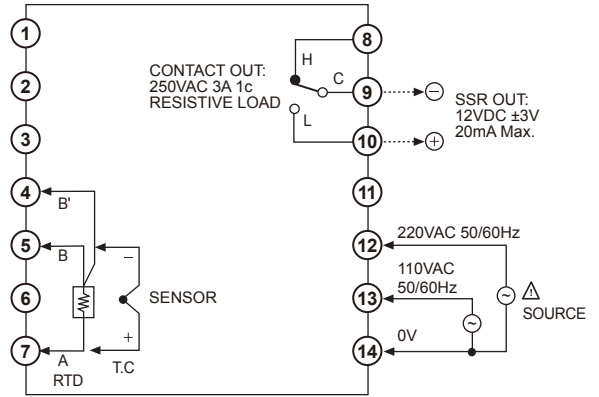 1
2
3
4
5
6
7
8
9
10
11
12
13
14
CONTACT OUT:
250VAC 3A 1c
RESISTIVE LOAD
H
C
L
−
+
SSR OUT:
12VDC ±3V
20mA Max.
B'
B
A
RTD
−
+
T.C
SENSOR
220VAC 50/60Hz
110VAC
50/60Hz
0V
~
~
!
SOURCE